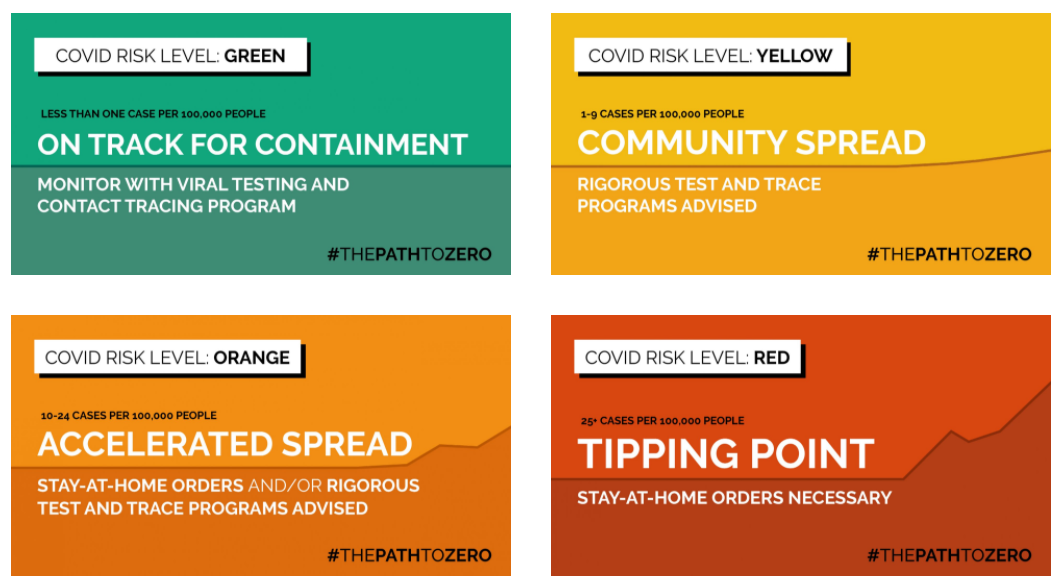 COVID RISK LEVEL: GREEN
LESS THAN ONE CASE PER 100,000 PEOPLE
ON TRACK FOR CONTAINMENT
MONITOR WITH VIRAL TESTING AND
CONTACT TRACING PROGRAM
#THEPATHTOZERO
COVID RISK LEVEL: YELLOW
1-9 CASES PER 100,000 PEOPLE
COMMUNITY SPREAD
RIGOROUS TEST AND TRACE
PROGRAMS ADVISED
#THEPATHTOZERO
COVID RISK LEVEL: ORANGE
10-24 CASES PER 100,000 PEOPLE
ACCELERATED SPREAD
STAY-AT-HOME ORDERS AND/OR RIGOROUS
TEST AND TRACE PROGRAMS ADVISED
#THEPATHTOZERO
COVID RISK LEVEL: RED
25+ CASES PER 100,000 PEOPLE
TIPPING POINT
STAY-AT-HOME ORDERS NECESSARY
#THEPATHTOZERO